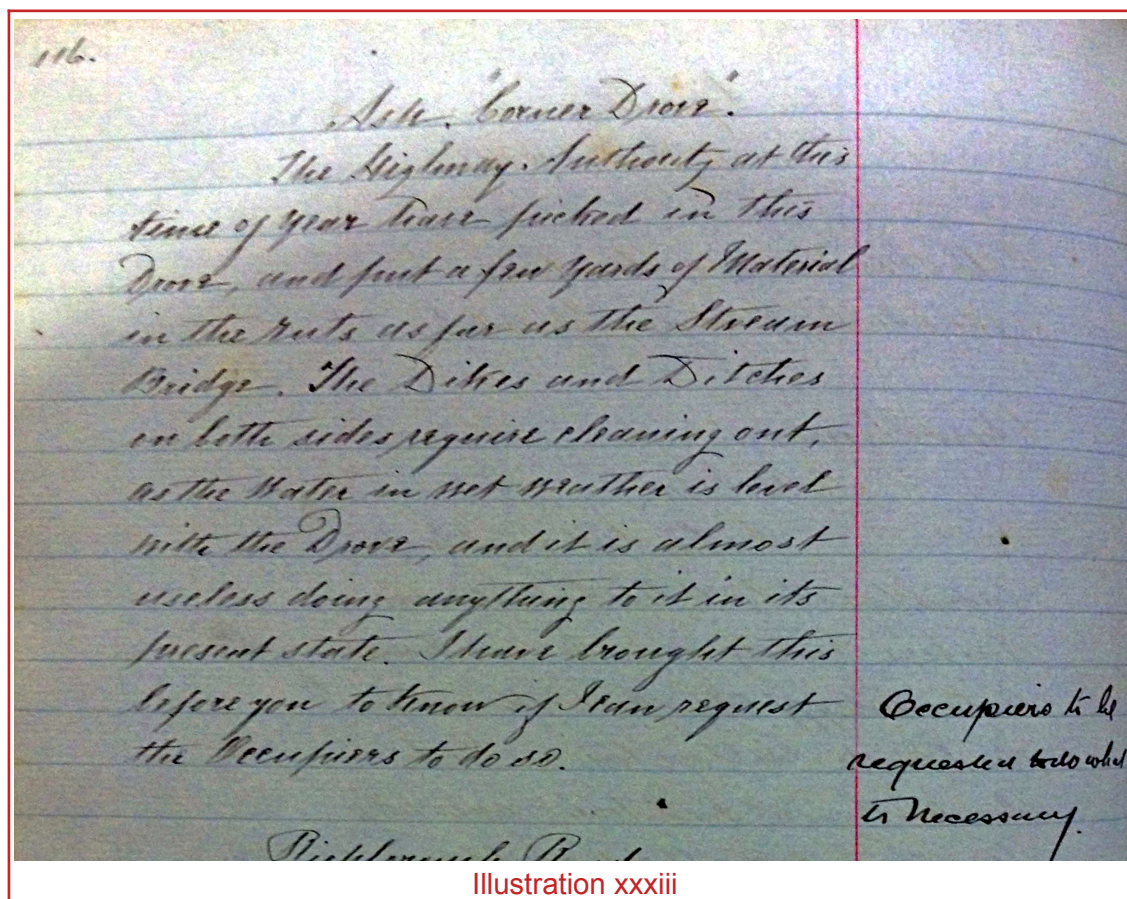 116.
Ash. "Corner Drove".
The Highway Authority at this
time of year have picked in this
Drove, and put a few yards of Material
in the ruts as far as the Stream
Bridge. The Dikes and Ditches
on both sides require cleaning out,
as the Water in wet weather is level
with the Drove, and it is almost
useless doing anything to it in its
present state. I have brought this
before you to know if I can request
the Occupiers to do so.
Occupiers to be
requested to do what
is necessary.
Richborough Road
Illustration xxxiii